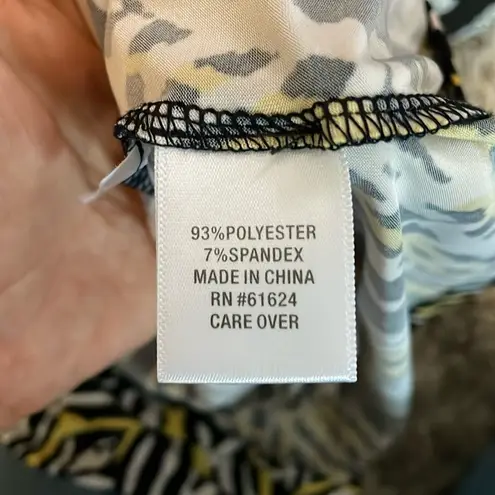 93%POLYESTER
7%SPANDEX
MADE IN CHINA
RN #61624
CARE OVER